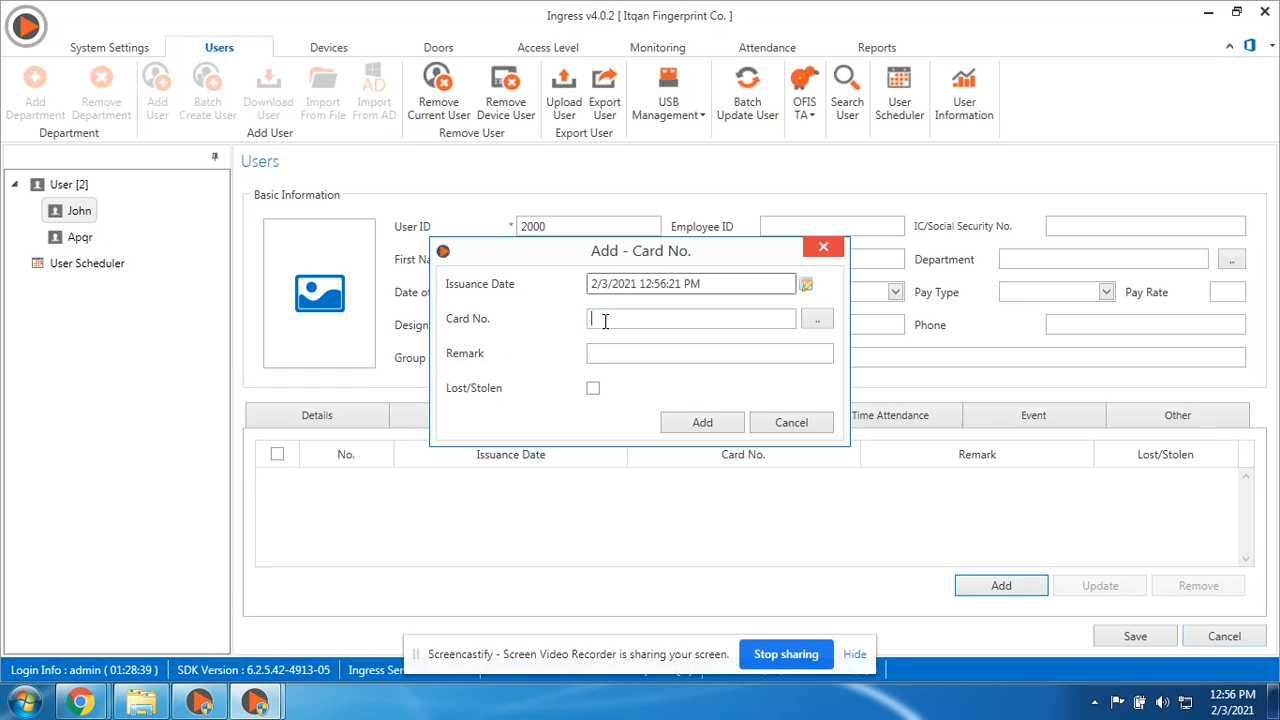 Ingress v4.0.2 [ Itqan Fingerprint Co. ]
System Settings Users Devices Doors Access Level Monitoring Attendance Reports
Add Department
Remove Department
Add User
Batch Create User
Download User
Import From File
Import From AD
Remove Current User
Remove Device User
Upload User
Export User
USB Management
Batch Update User
OFIS TA
Search User
User Scheduler
User Information
Department Add User Remove User Export User
User [2]
John
Apqr
User Scheduler
Users
Basic Information
User ID * 2000 Employee ID IC/Social Security No.
First Na Department ..
Date of Pay Type Pay Rate
Design Phone
Group
Add - Card No.
Issuance Date 2/3/2021 12:56:21 PM
Card No. ..
Remark
Lost/Stolen
Add Cancel
Details Time Attendance Event Other
No. Issuance Date Card No. Remark Lost/Stolen
Add Update Remove
Save Cancel
Screencastify - Screen Video Recorder is sharing your screen. Stop sharing Hide
Login Info : admin ( 01:28:39 ) SDK Version : 6.2.5.42-4913-05 Ingress Ser
12:56 PM
2/3/2021